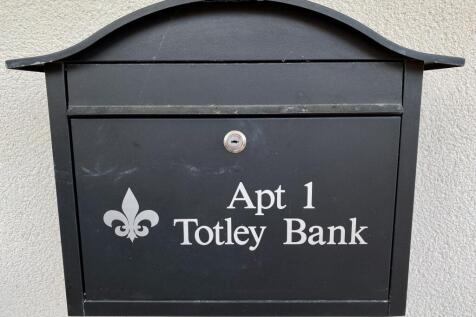 Apt 1
Totley Bank